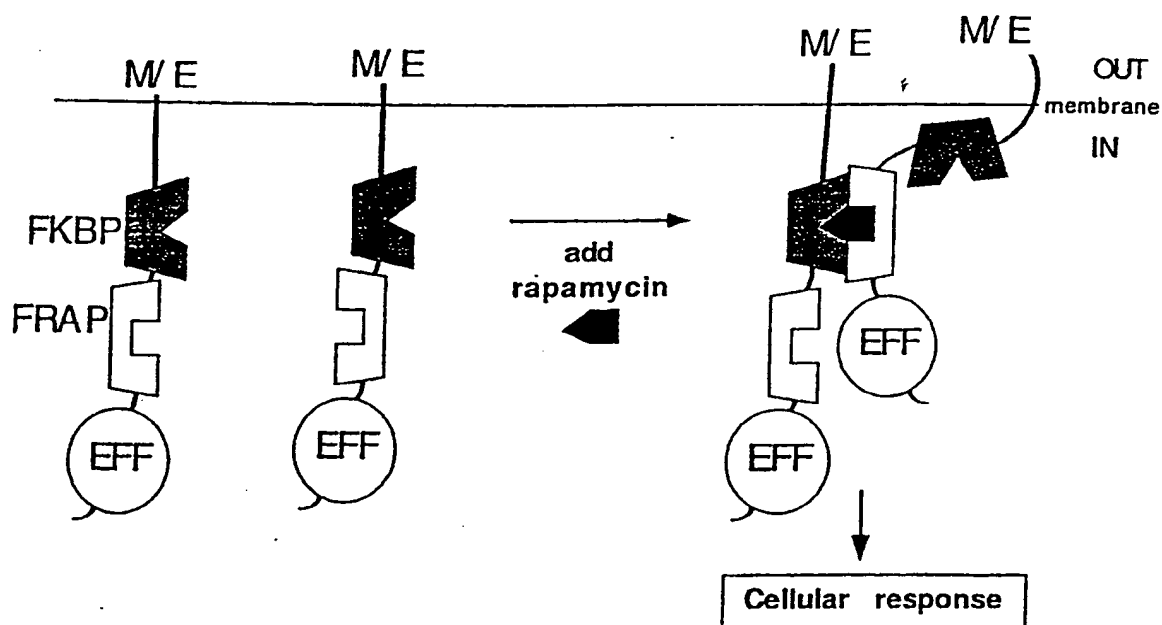 M/ E
M/ E
M/ E
M/ E
OUT
membrane
IN
FKBP
FRAP
EFF
EFF
add
rapamycin
EFF
EFF
Cellular response